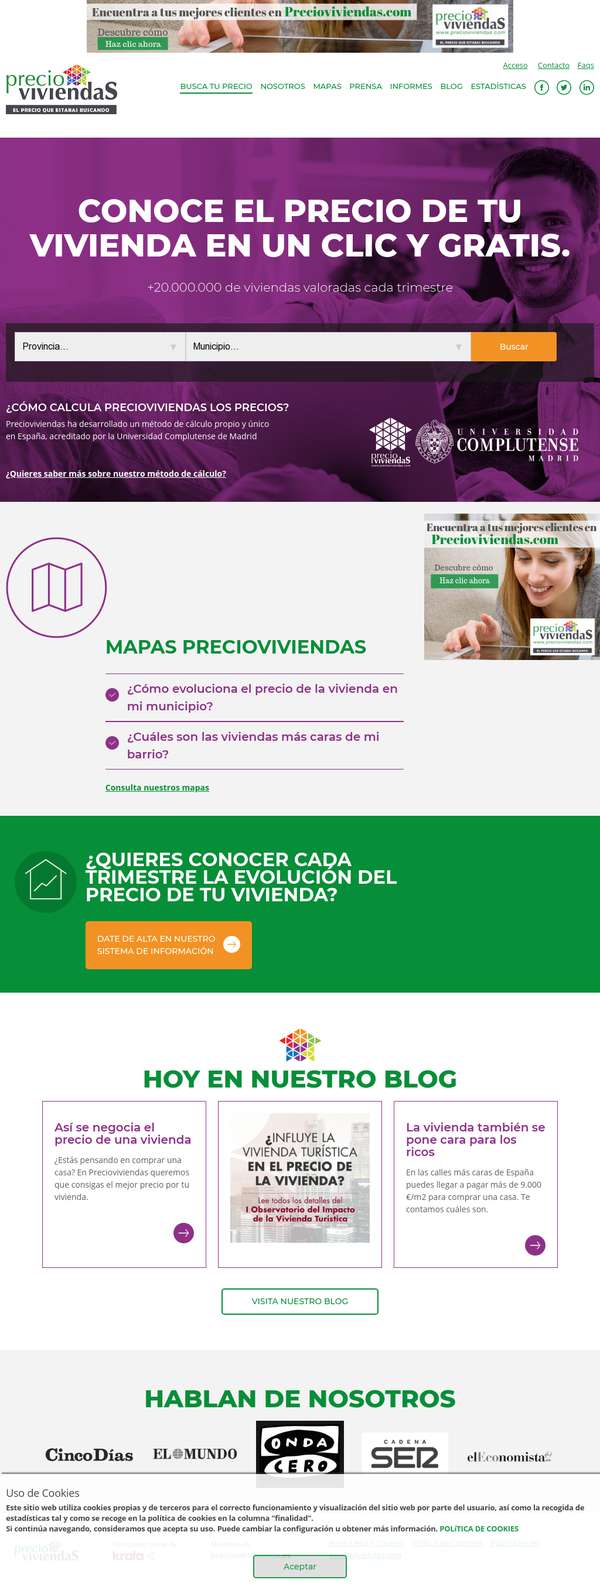 Encuentra a tus mejores clientes en Precioviviendas.com
Descubre cómo
Haz clic ahora
precio
viviendas
www.precioviviendas.com
EL PRECIO QUE ESTABAS BUSCANDO
Acceso Contacto Faqs
precio
viviendas
EL PRECIO QUE ESTABAS BUSCANDO
BUSCA TU PRECIO NOSOTROS MAPAS PRENSA INFORMES BLOG ESTADÍSTICAS
CONOCE EL PRECIO DE TU
VIVIENDA EN UN CLIC Y GRATIS.
+20.000.000 de viviendas valoradas cada trimestre
Provincia... Municipio... Buscar
¿CÓMO CALCULA PRECIOVIVIENDAS LOS PRECIOS?
Precioviviendas ha desarrollado un método de cálculo propio y único
en España, acreditado por la Universidad Complutense de Madrid
¿Quieres saber más sobre nuestro método de cálculo?
precio
viviendas
www.precioviviendas.com
UNIVERSIDAD
COMPLUTENSE
MADRID
Encuentra a tus mejores clientes en
Precioviviendas.com
Descubre cómo
Haz clic ahora
precio
viviendas
www.precioviviendas.com
EL PRECIO QUE ESTABAS BUSCANDO
MAPAS PRECIOVIVIENDAS
¿Cómo evoluciona el precio de la vivienda en
mi municipio?
¿Cuáles son las viviendas más caras de mi
barrio?
Consulta nuestros mapas
¿QUIERES CONOCER CADA
TRIMESTRE LA EVOLUCIÓN DEL
PRECIO DE TU VIVIENDA?
DATE DE ALTA EN NUESTRO
SISTEMA DE INFORMACIÓN
HOY EN NUESTRO BLOG
Así se negocia el
precio de una vivienda
¿Estás pensando en comprar una
casa? En Precioviviendas queremos
que consigas el mejor precio por tu
vivienda.
¿INFLUYE LA
VIVIENDA TURÍSTICA
EN EL PRECIO DE
LA VIVIENDA?
Lee todos los detalles del
I Observatorio del Impacto
de la Vivienda Turística
La vivienda también se
pone cara para los
ricos
En las calles más caras de España
puedes llegar a pagar más de 9.000
€/m2 para comprar una casa. Te
contamos cuáles son.
VISITA NUESTRO BLOG
HABLAN DE NOSOTROS
CincoDías
EL MUNDO
ONDA
CERO
CADENA
SER
elEconomista.es
Uso de Cookies
Este sitio web utiliza cookies propias y de terceros para el correcto funcionamiento y visualización del sitio web por parte del usuario, así como la recogida de
estadísticas tal y como se recoge en la política de cookies en la columna "finalidad".
Si continúa navegando, consideramos que acepta su uso. Puede cambiar la configuración u obtener más información. POLíTICA DE COOKIES
precio
viviendas
krata
Aceptar